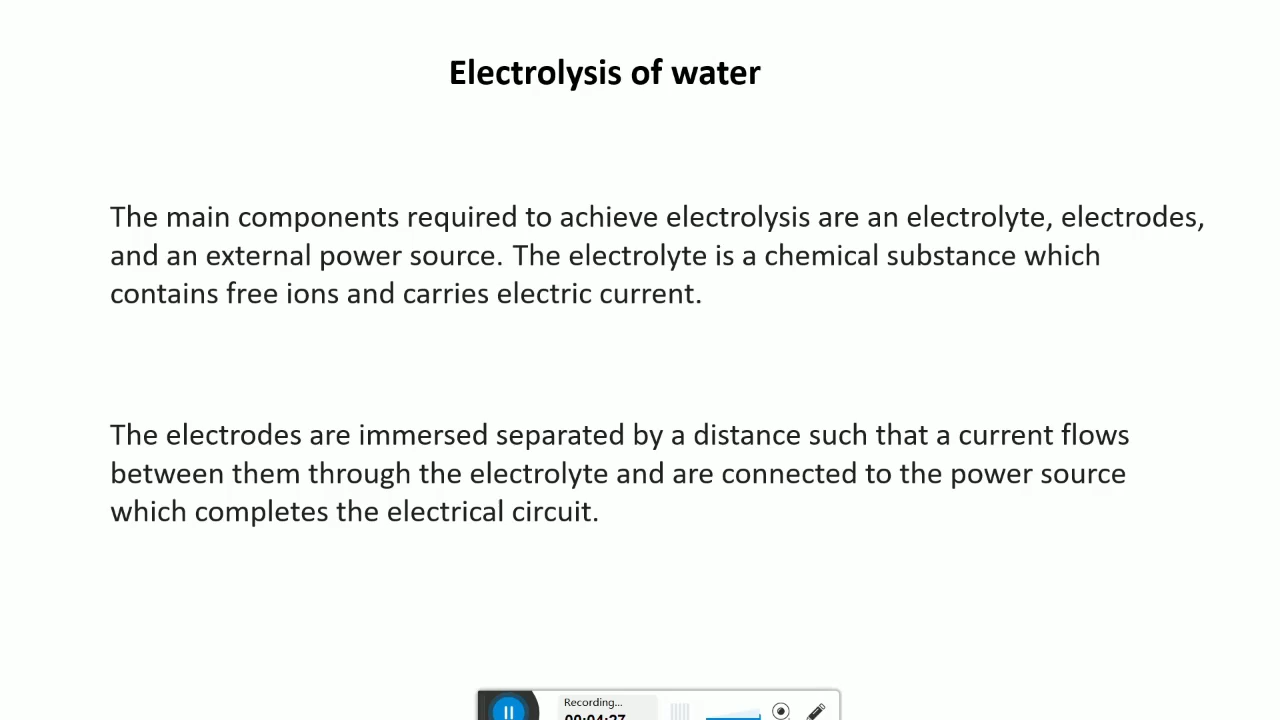 Electrolysis of water
The main components required to achieve electrolysis are an electrolyte, electrodes,
and an external power source. The electrolyte is a chemical substance which
contains free ions and carries electric current.
The electrodes are immersed separated by a distance such that a current flows
between them through the electrolyte and are connected to the power source
which completes the electrical circuit.
Recording...
00:04:27